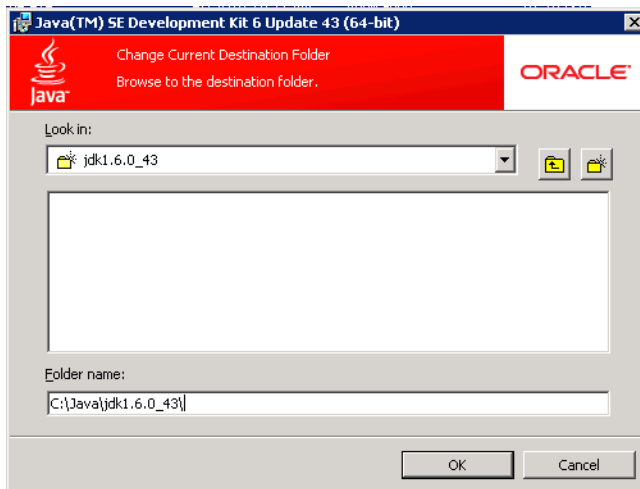 Java(TM) SE Development Kit 6 Update 43 (64-bit)
Change Current Destination Folder
Browse to the destination folder.
Java™
ORACLE®
Look in:
jdk1.6.0_43
Folder name:
C:\Java\jdk1.6.0_43\
OK
Cancel